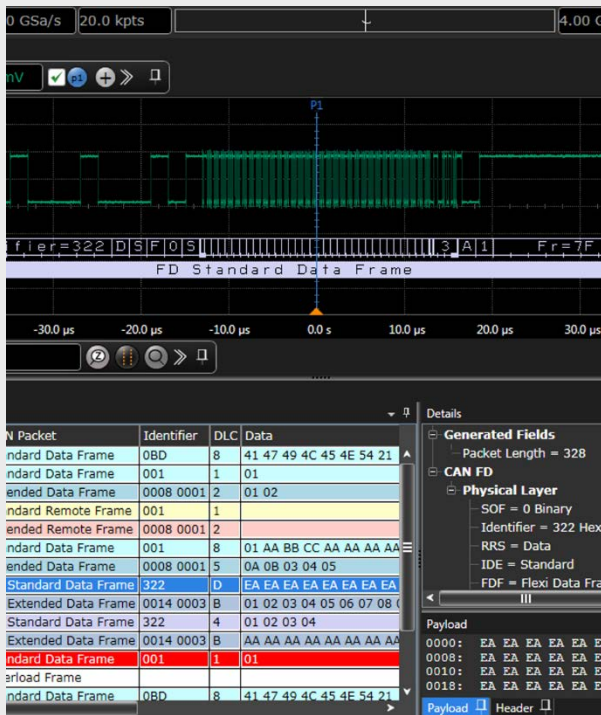 0 GSa/s 20.0 kpts 4.00 G
mV p1
P1
ifier=322 D S F 0 S 3 A 1 Fr=7F
FD Standard Data Frame
-30.0 µs -20.0 µs -10.0 µs 0.0 s 10.0 µs 20.0 µs 30.0 µs
N Packet Identifier DLC Data
ndard Data Frame 0BD 8 41 47 49 4C 45 4E 54 21
ndard Data Frame 001 1 01
ended Data Frame 0008 0001 2 01 02
ndard Remote Frame 001 1
ended Remote Frame 0008 0001 2
ndard Data Frame 001 8 01 AA BB CC AA AA AA AA
ended Data Frame 0008 0001 5 0A 0B 03 04 05
Standard Data Frame 322 D EA EA EA EA EA EA EA EA
Extended Data Frame 0014 0003 B 01 02 03 04 05 06 07 08
Standard Data Frame 322 4 01 02 03 04
Extended Data Frame 0014 0003 B AA AA AA AA AA AA AA AA
ndard Data Frame 001 1 01
erload Frame
ndard Data Frame 0BD 8 41 47 49 4C 45 4E 54 21
Details
Generated Fields
Packet Length = 328
CAN FD
Physical Layer
SOF = 0 Binary
Identifier = 322 Hex
RRS = Data
IDE = Standard
FDF = Flexi Data Fra
Payload
0000: EA EA EA EA EA E
0008: EA EA EA EA EA E
0010: EA EA EA EA EA E
0018: EA EA EA EA EA E
Payload Header